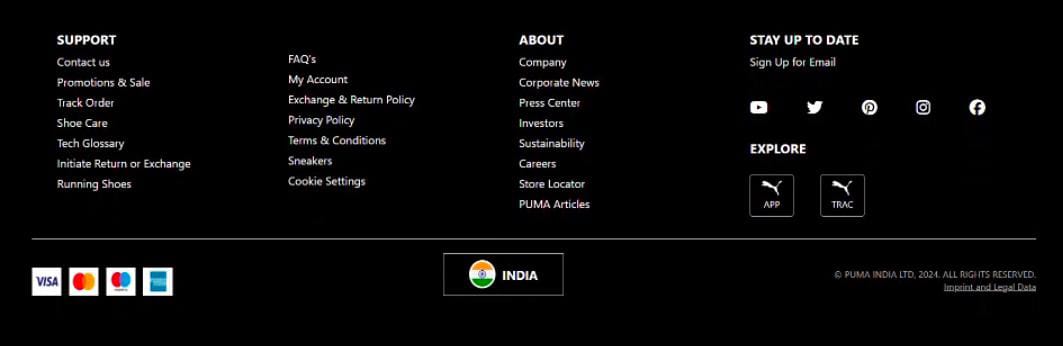 SUPPORT
Contact us
Promotions & Sale
Track Order
Shoe Care
Tech Glossary
Initiate Return or Exchange
Running Shoes
FAQ's
My Account
Exchange & Return Policy
Privacy Policy
Terms & Conditions
Sneakers
Cookie Settings
ABOUT
Company
Corporate News
Press Center
Investors
Sustainability
Careers
Store Locator
PUMA Articles
STAY UP TO DATE
Sign Up for Email
EXPLORE
APP
TRAC
VISA
INDIA
© PUMA INDIA LTD, 2024. ALL RIGHTS RESERVED.
Imprint and Legal Data